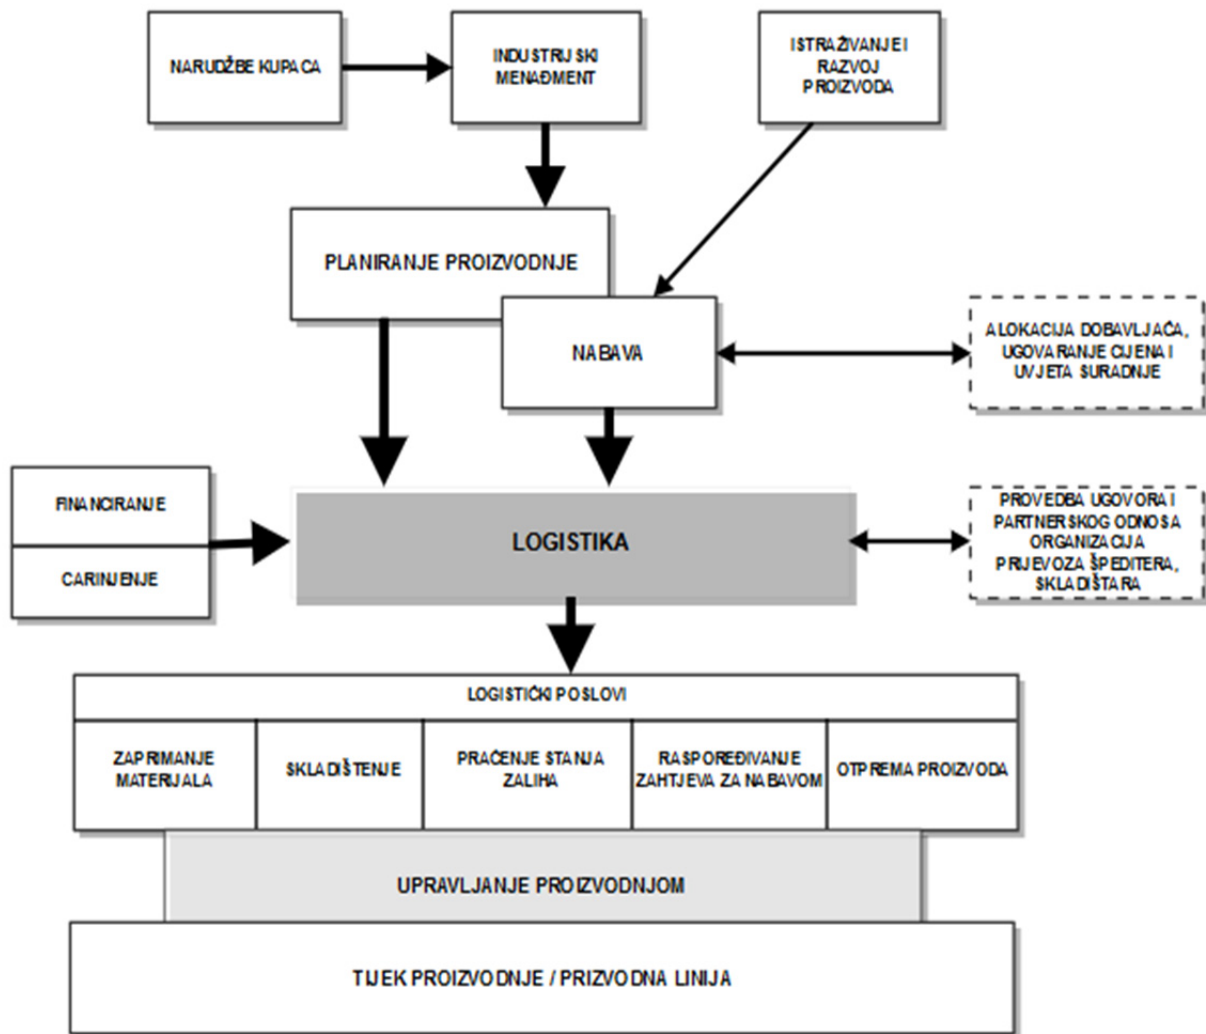 NARUDŽBE KUPACA
INDUSTRIJSKI
MENAĐMENT
ISTRAŽIVANJE I
RAZVOJ
PROIZVODA
PLANIRANJE PROIZVODNJE
NABAVA
ALOKACIJA DOBAVLJAČA,
UGOVARANJE CIJENA I
UVJETA SURADNJE
FINANCIRANJE
CARINJENJE
LOGISTIKA
PROVEDBA UGOVORA I
PARTNERSKOG ODNOSA
ORGANIZACIJA
PRIJEVOZA ŠPEDITERA,
SKLADIŠTARA
LOGISTIČKI POSLOVI
ZAPRIMANJE
MATERIJALA
SKLADIŠTENJE
PRAČENJE STANJA
ZALIHA
RASPOREĐIVANJE
ZAHTJEVA ZA NABAVOM
OTPREMA PROIZVODA
UPRAVLJANJE PROIZVODNJOM
TIJEK PROIZVODNJE / PRIZVODNA LINIJA